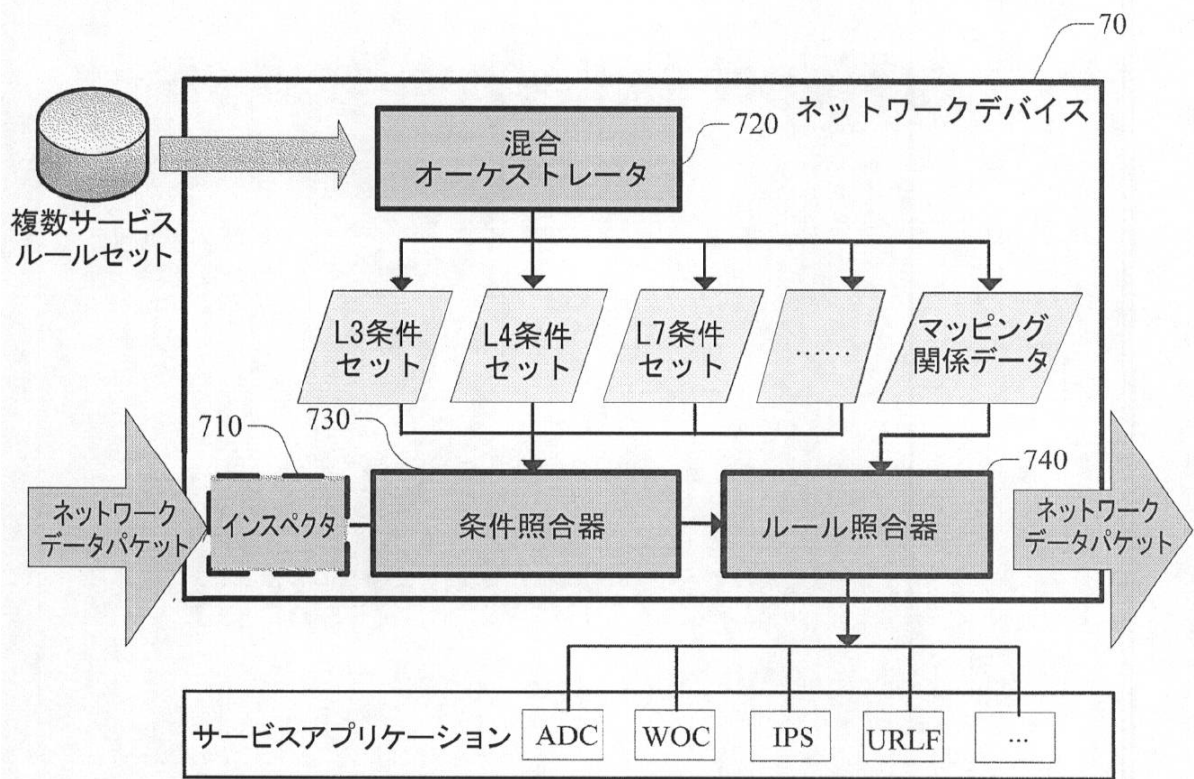 70
ネットワークデバイス
720
混合
オーケストレータ
複数サービス
ルールセット
L3条件
セット
L4条件
セット
L7条件
セット
……
マッピング
関係データ
710
730
740
ネットワーク
データパケット
インスペクタ
条件照合器
ルール照合器
ネットワーク
データパケット
サービスアプリケーション
ADC
WOC
IPS
URLF
…